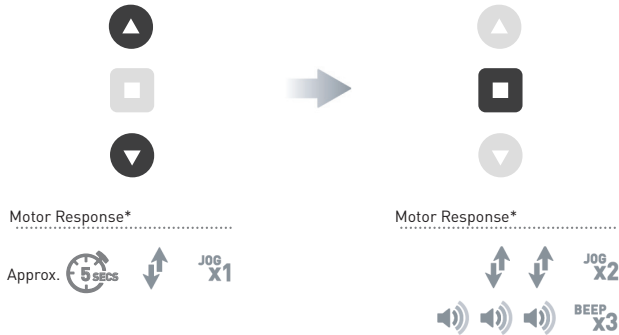 Motor Response*
Approx. 5 SECS JOG X1
Motor Response*
JOG X2
BEEP X3